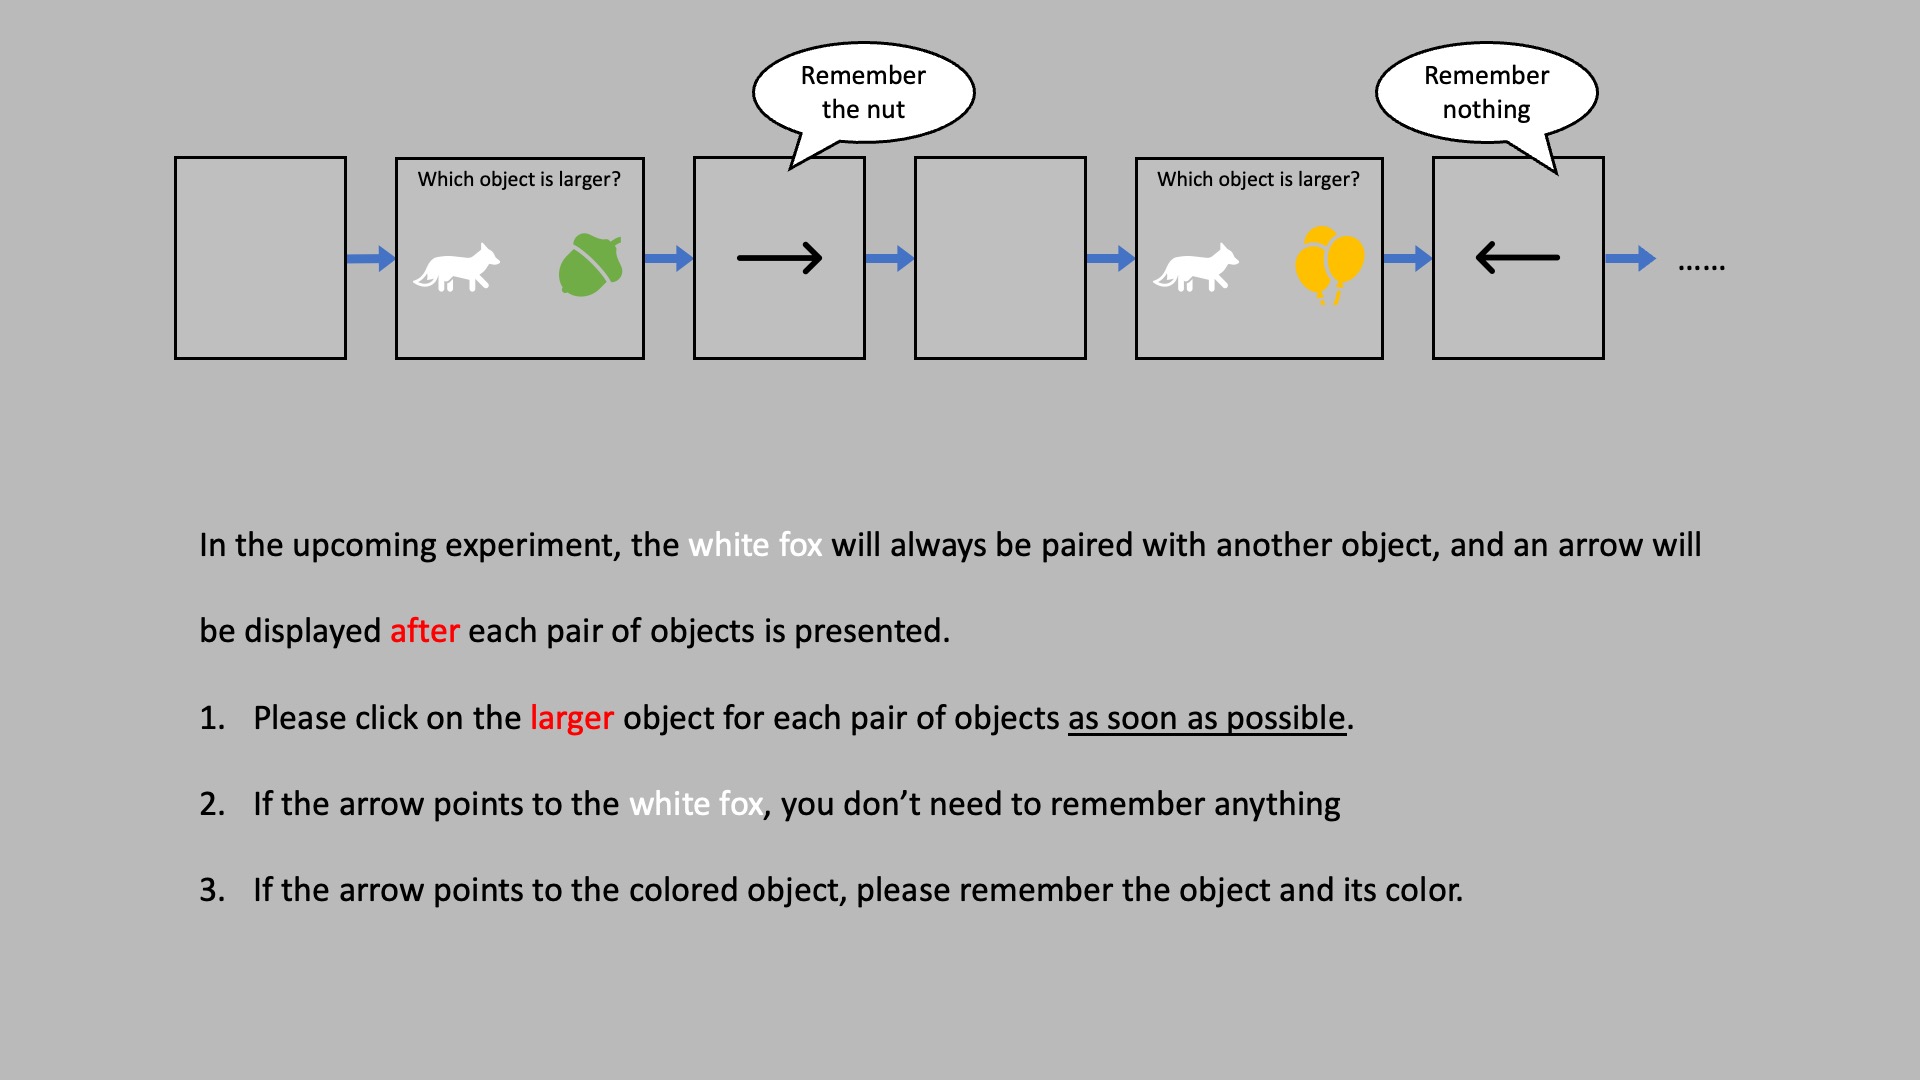 Remember
the nut
Remember
nothing
Which object is larger?
Which object is larger?
......
In the upcoming experiment, the white fox will always be paired with another object, and an arrow will
be displayed after each pair of objects is presented.
1. Please click on the larger object for each pair of objects as soon as possible.
2. If the arrow points to the white fox, you don’t need to remember anything
3. If the arrow points to the colored object, please remember the object and its color.